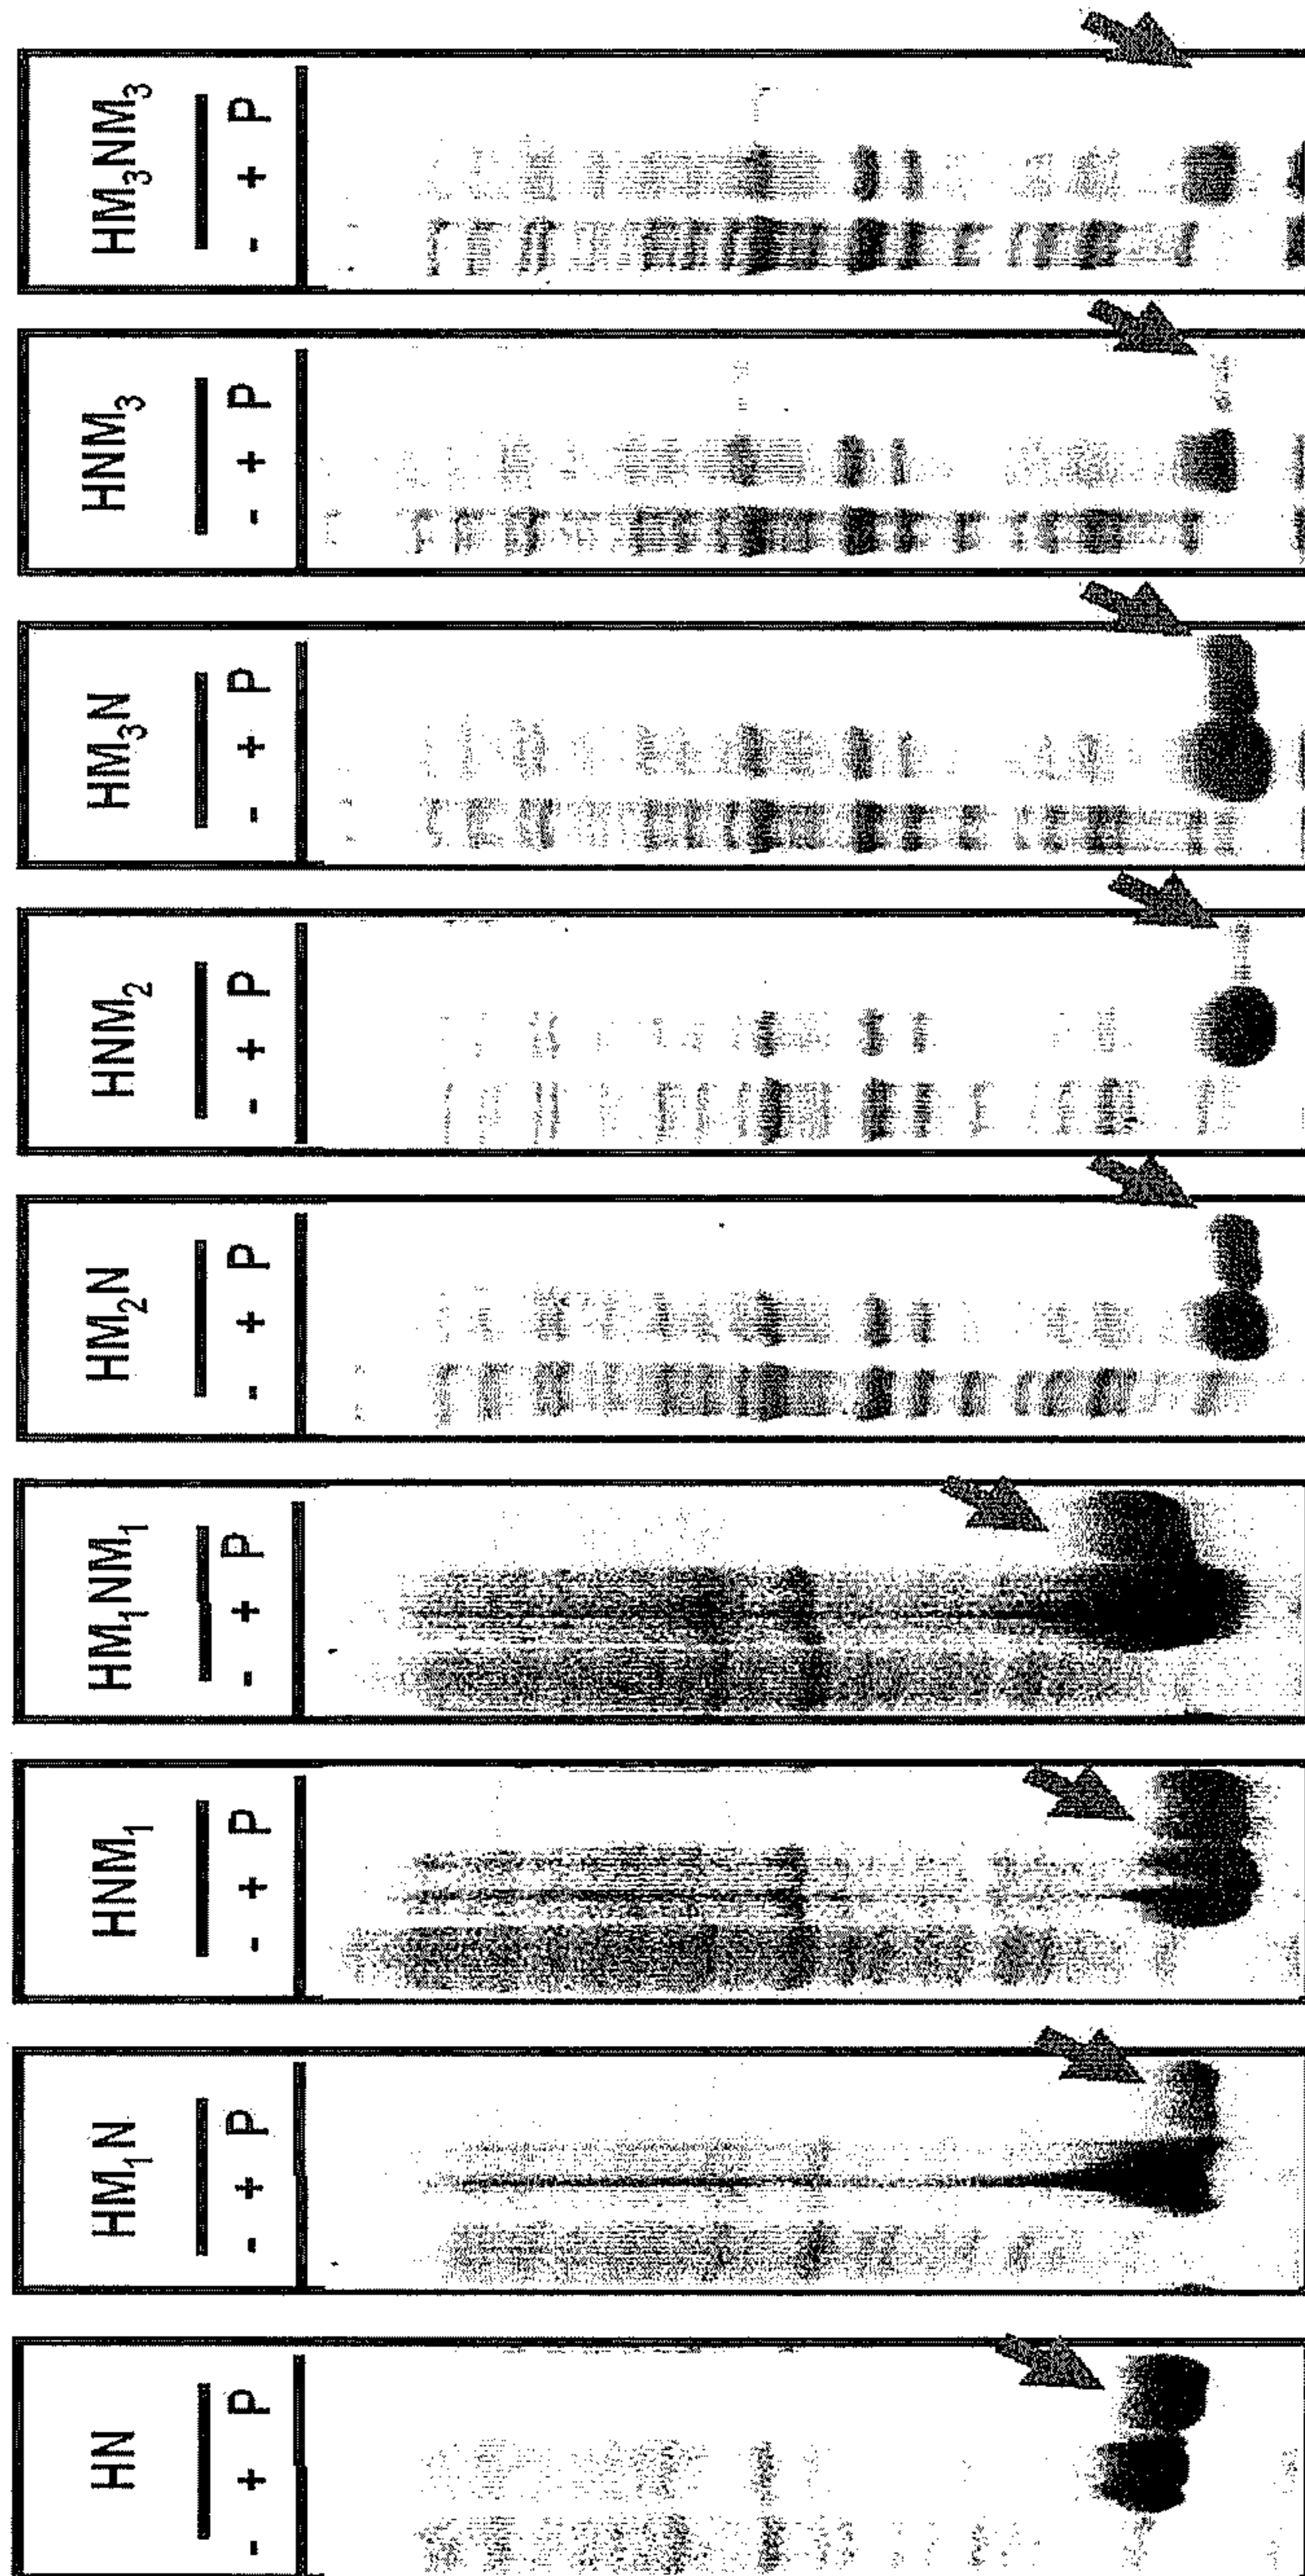 HM₃NM₃
- + P
HNM₃
- + P
HM₃N
- + P
HNM₂
- + P
HM₂N
- + P
HM₁NM₁
- + P
HNM₁
- + P
HM₁N
- + P
HN
- + P